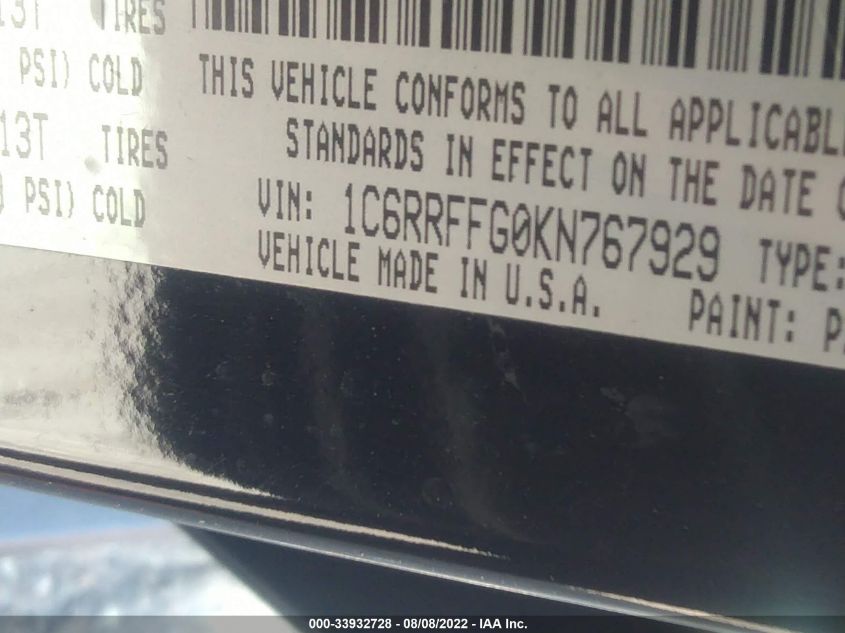 13T TIRES
PSI) COLD
13T TIRES
PSI) COLD
THIS VEHICLE CONFORMS TO ALL APPLICABL
STANDARDS IN EFFECT ON THE DATE
VIN: 1C6RRFFG0KN767929 TYPE:
VEHICLE MADE IN U.S.A. PAINT: P
000-33932728 - 08/08/2022 - IAA Inc.